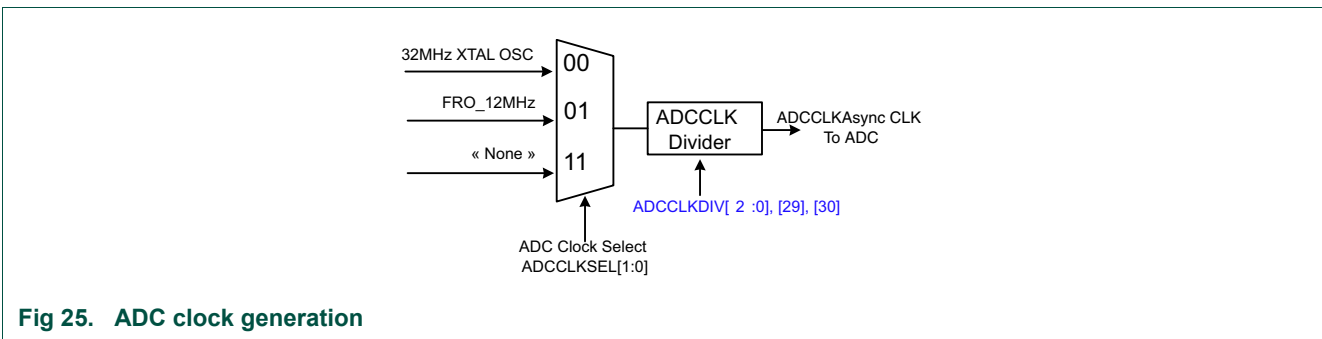 32MHz XTAL OSC
00
FRO_12MHz
01
« None »
11
ADCCLK
Divider
ADCCLKAsync CLK
To ADC
ADCCLKDIV[ 2 :0], [29], [30]
ADC Clock Select
ADCCLKSEL[1:0]
Fig 25. ADC clock generation